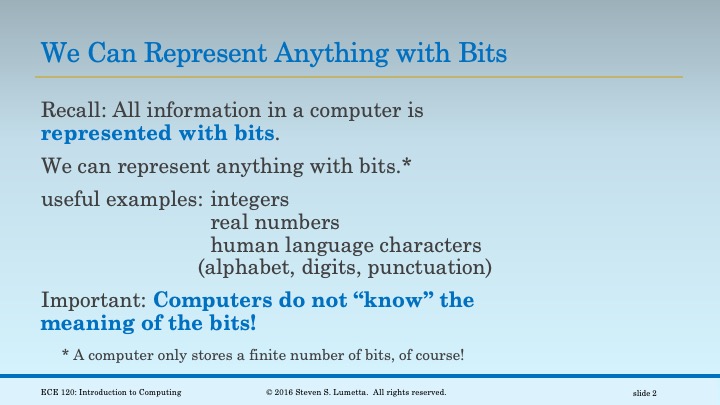 We Can Represent Anything with Bits
Recall: All information in a computer is
represented with bits.
We can represent anything with bits.*
useful examples: integers
real numbers
human language characters
(alphabet, digits, punctuation)
Important: Computers do not “know” the
meaning of the bits!
* A computer only stores a finite number of bits, of course!
ECE 120: Introduction to Computing © 2016 Steven S. Lumetta. All rights reserved. slide 2